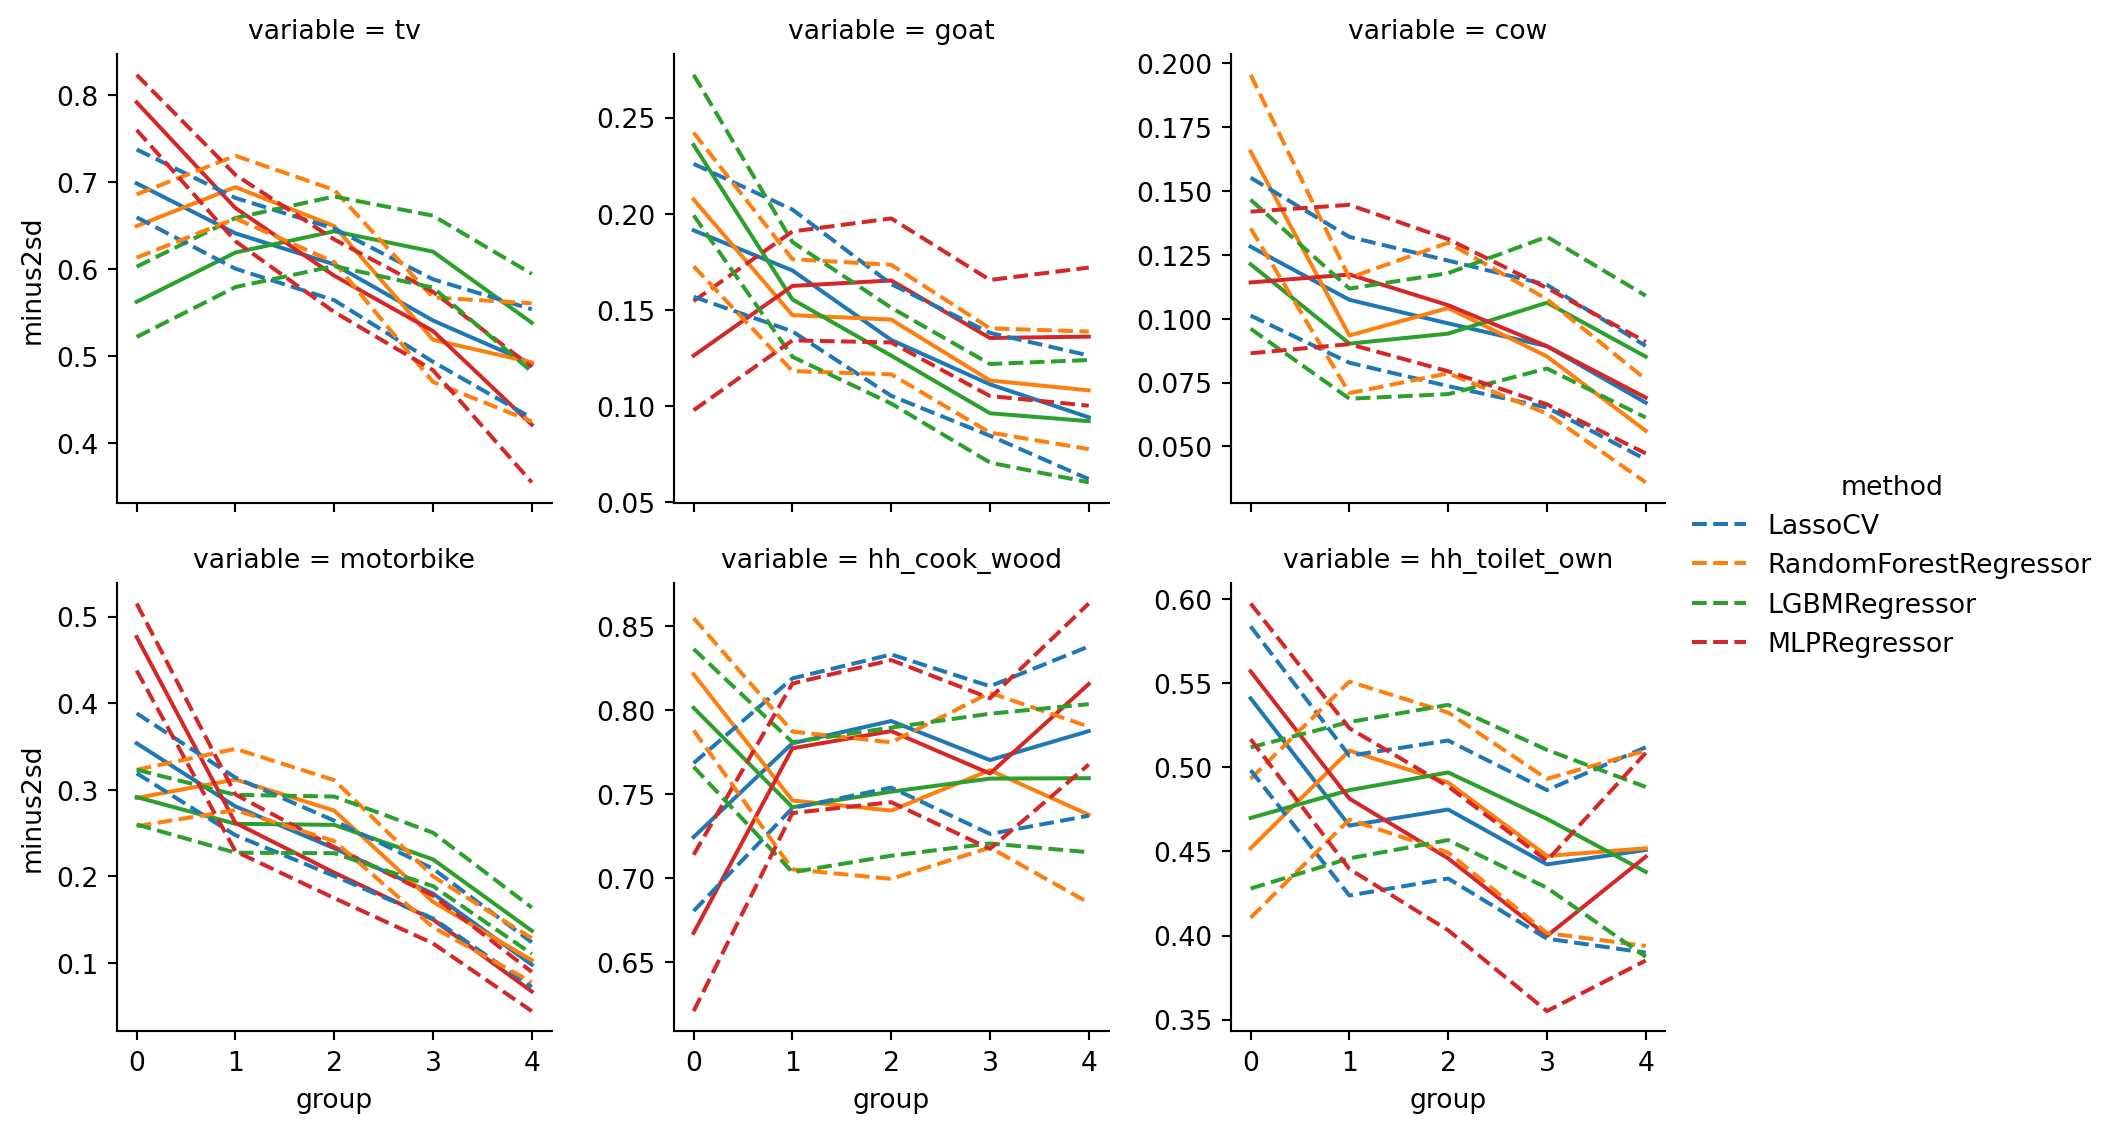 variable = tv
variable = goat
variable = cow
minus2sd
0.8
0.7
0.6
0.5
0.4
0.25
0.20
0.15
0.10
0.05
0.200
0.175
0.150
0.125
0.100
0.075
0.050
method
LassoCV
RandomForestRegressor
LGBMRegressor
MLPRegressor
variable = motorbike
variable = hh_cook_wood
variable = hh_toilet_own
minus2sd
0.5
0.4
0.3
0.2
0.1
0.85
0.80
0.75
0.70
0.65
0.60
0.55
0.50
0.45
0.40
0.35
0 1 2 3 4
0 1 2 3 4
0 1 2 3 4
group
group
group